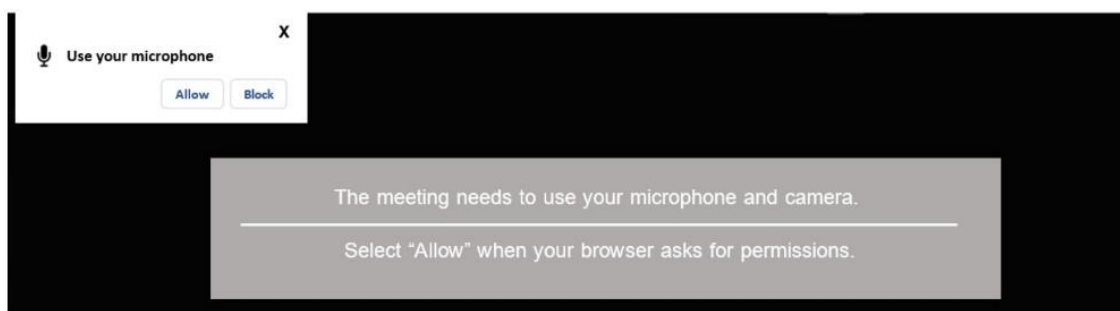 X
Use your microphone
Allow Block
The meeting needs to use your microphone and camera.
Select “Allow” when your browser asks for permissions.